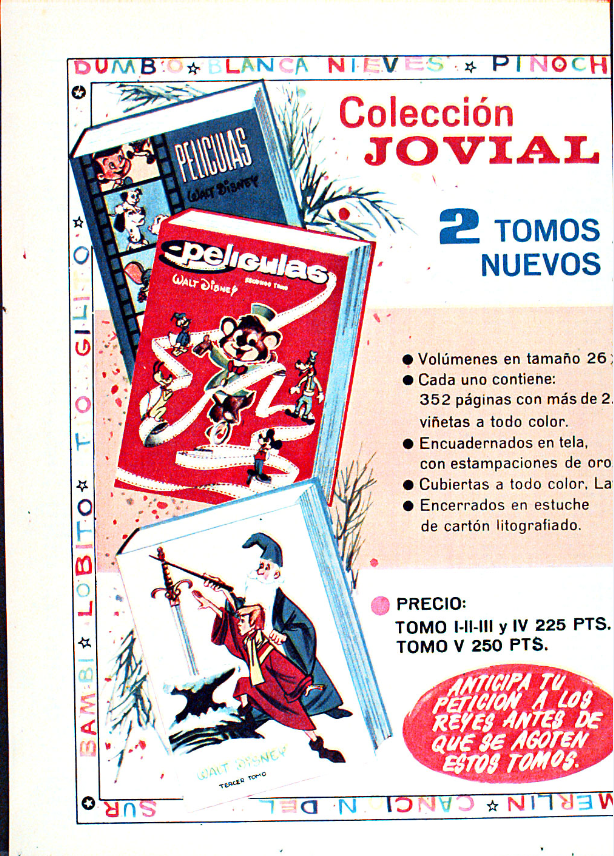 DUMBO ☆ BLANCA NIEVES ☆ PINOCH
Colección
JOVIAL
2 TOMOS
NUEVOS
PELICULAS
WALT DISNEY
películas
WALT DISNEY SEGUNDO TOMO
● Volúmenes en tamaño 26
● Cada uno contiene:
352 páginas con más de 2.
viñetas a todo color.
● Encuadernados en tela,
con estampaciones de oro
● Cubiertas a todo color, La
● Encerrados en estuche
de cartón litografiado.
PRECIO:
TOMO I-II-III y IV 225 PTS.
TOMO V 250 PTS.
ANTICIPA TU
PETICION A LOS
REYES ANTES DE
QUE SE AGOTEN
ESTOS TOMOS.
WALT DISNEY
TERCER TOMO
BAMBI ☆ LOBITO ☆ TIO GILITO ☆
MERLIN ☆ CANCION DEL SUR